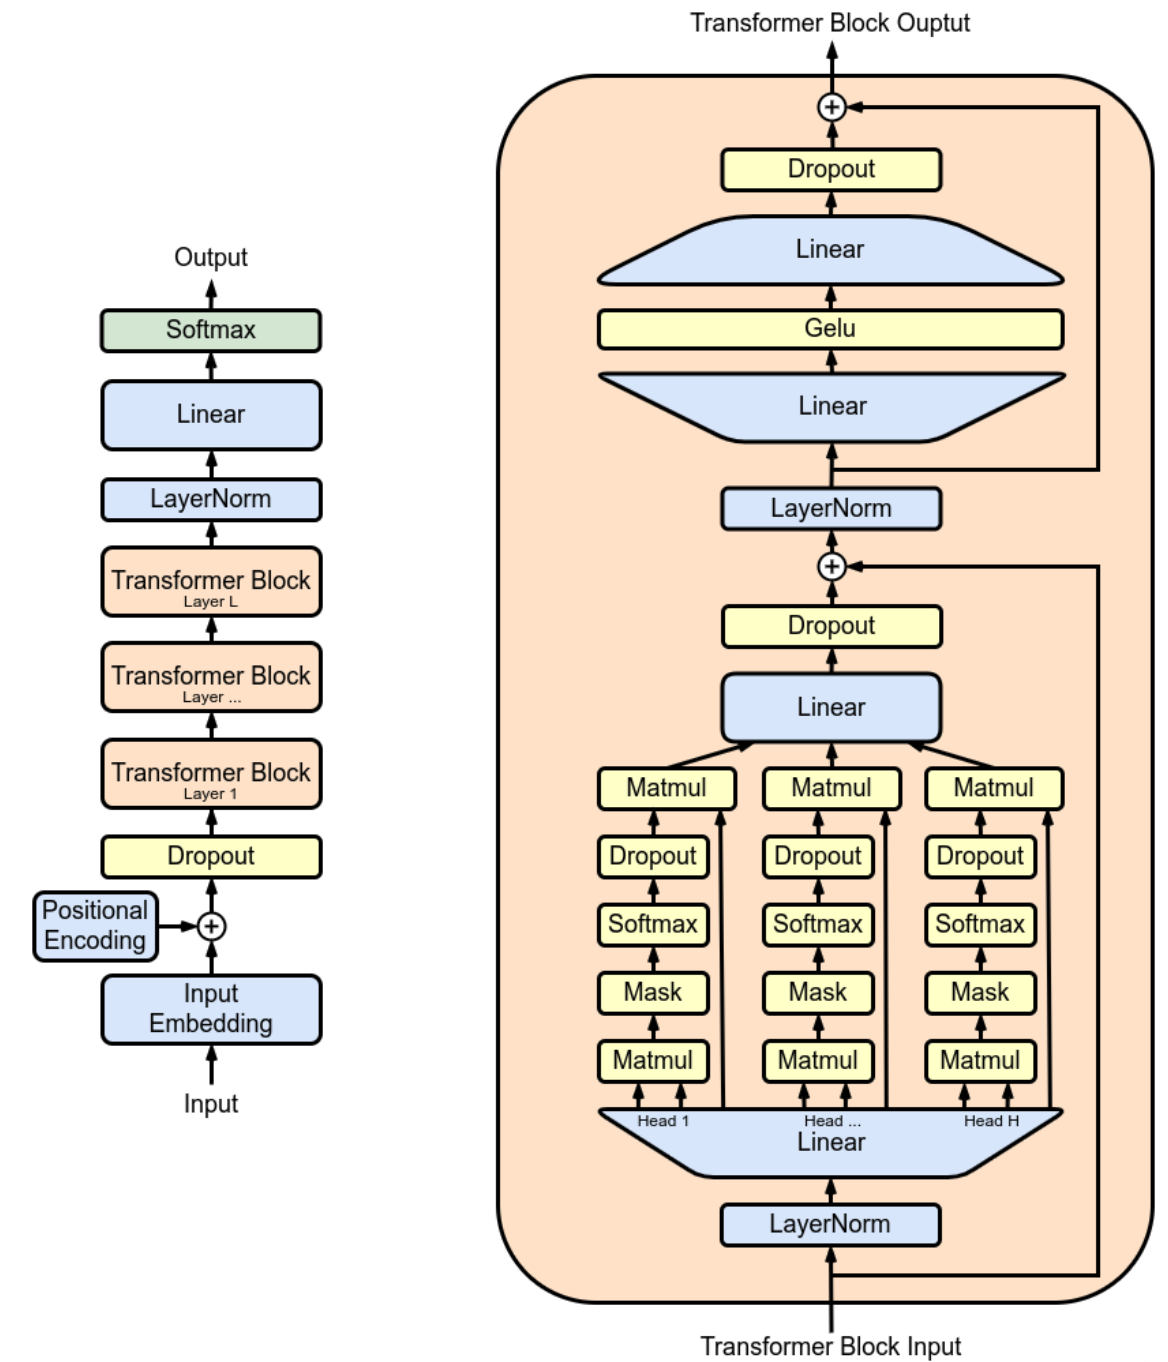 Output
Softmax
Linear
LayerNorm
Transformer Block
Layer L
Transformer Block
Layer ...
Transformer Block
Layer 1
Dropout
Positional
Encoding
+
Input
Embedding
Input
Transformer Block Ouptut
+
Dropout
Linear
Gelu
Linear
LayerNorm
+
Dropout
Linear
Matmul Matmul Matmul
Dropout Dropout Dropout
Softmax Softmax Softmax
Mask Mask Mask
Matmul Matmul Matmul
Head 1 Head ... Head H
Linear
LayerNorm
Transformer Block Input